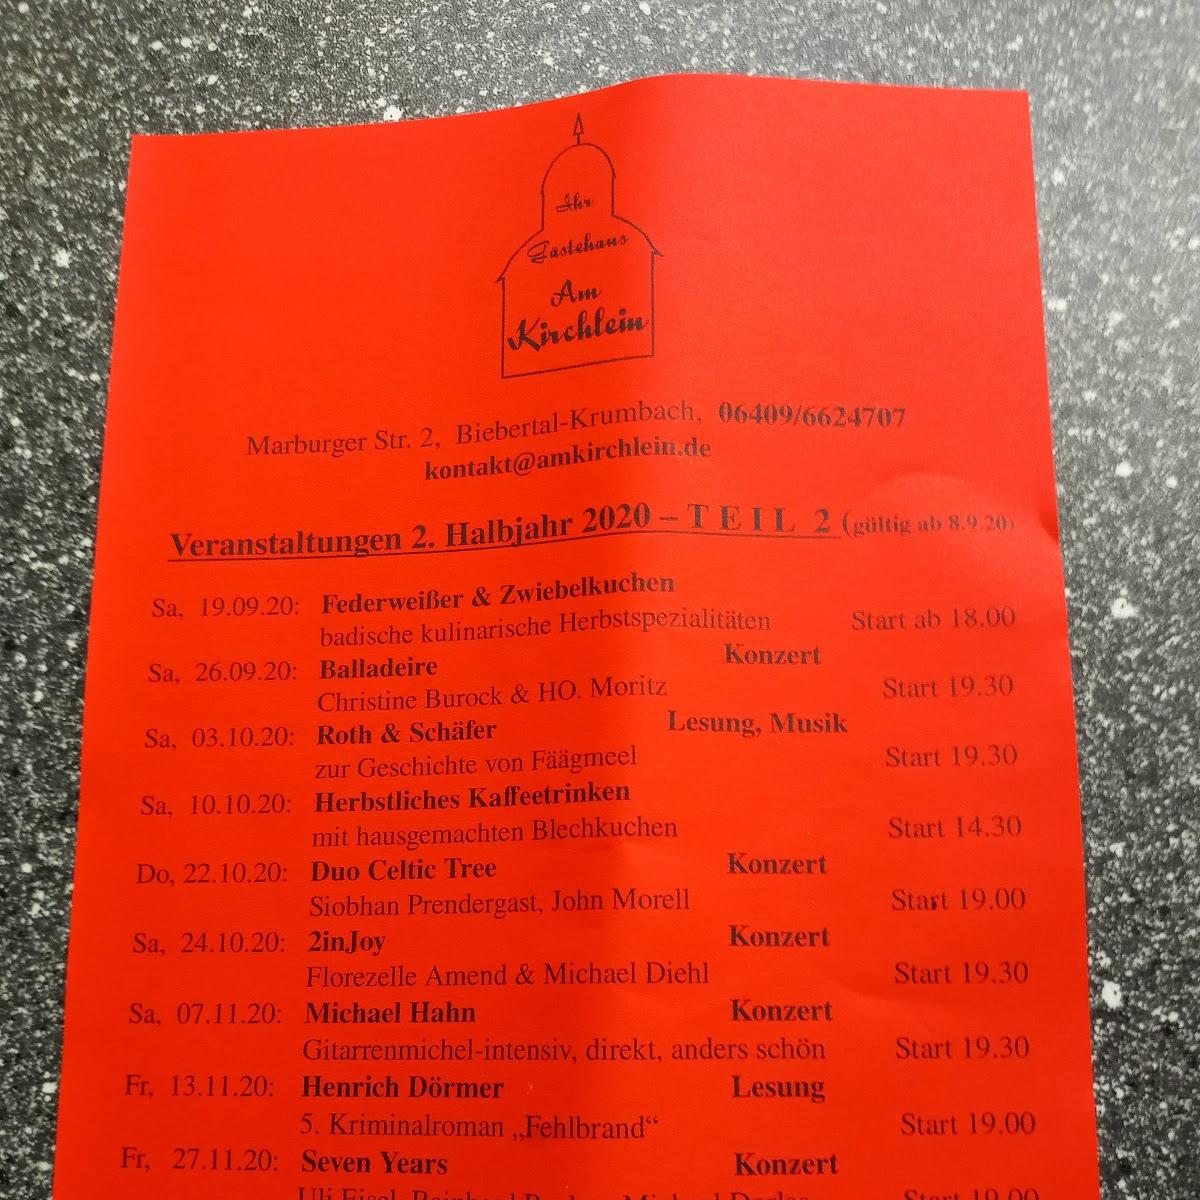 Ihr
Gästehaus
Am
Kirchlein
Marburger Str. 2, Biebertal-Krumbach, 06409/6624707
kontakt@amkirchlein.de
Veranstaltungen 2. Halbjahr 2020 – T E I L 2 (gültig ab 8.9.20)
Sa, 19.09.20: Federweißer & Zwiebelkuchen
badische kulinarische Herbstspezialitäten Start ab 18.00
Sa, 26.09.20: Balladeire Konzert
Christine Burock & HO. Moritz Start 19.30
Sa, 03.10.20: Roth & Schäfer Lesung, Musik
zur Geschichte von Fäägmeel Start 19.30
Sa, 10.10.20: Herbstliches Kaffeetrinken
mit hausgemachten Blechkuchen Start 14.30
Do, 22.10.20: Duo Celtic Tree Konzert
Siobhan Prendergast, John Morell Start 19.00
Sa, 24.10.20: 2inJoy Konzert
Florezelle Amend & Michael Diehl Start 19.30
Sa, 07.11.20: Michael Hahn Konzert
Gitarrenmichel-intensiv, direkt, anders schön Start 19.30
Fr, 13.11.20: Henrich Dörmer Lesung
5. Kriminalroman „Fehlbrand“ Start 19.00
Fr, 27.11.20: Seven Years Konzert
Start 19.00